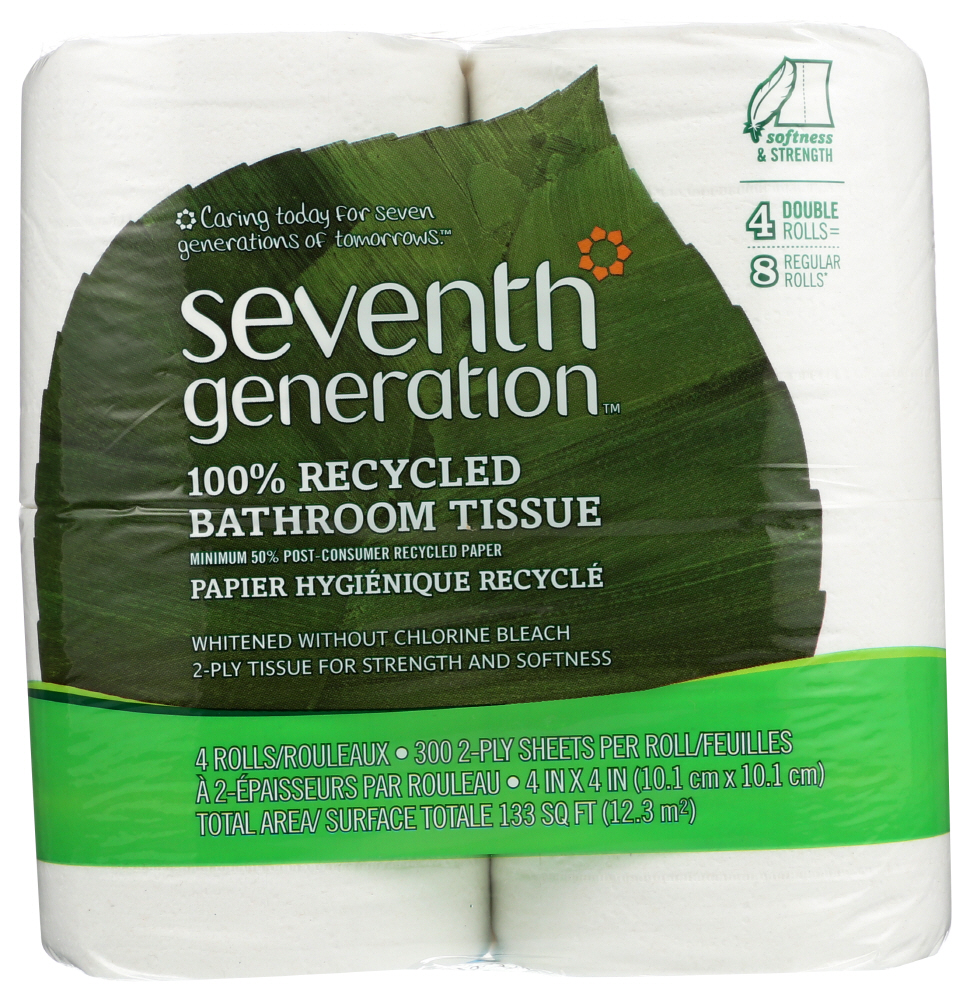 Caring today for seven
generations of tomorrows.™
seventh
generation™
100% RECYCLED
BATHROOM TISSUE
MINIMUM 50% POST-CONSUMER RECYCLED PAPER
PAPIER HYGIÉNIQUE RECYCLÉ
WHITENED WITHOUT CHLORINE BLEACH
2-PLY TISSUE FOR STRENGTH AND SOFTNESS
softness
& STRENGTH
4 DOUBLE
ROLLS=
8 REGULAR
ROLLS*
4 ROLLS/ROULEAUX • 300 2-PLY SHEETS PER ROLL/FEUILLES
À 2-ÉPAISSEURS PAR ROULEAU • 4 IN X 4 IN (10.1 cm x 10.1 cm)
TOTAL AREA/ SURFACE TOTALE 133 SQ FT (12.3 m²)